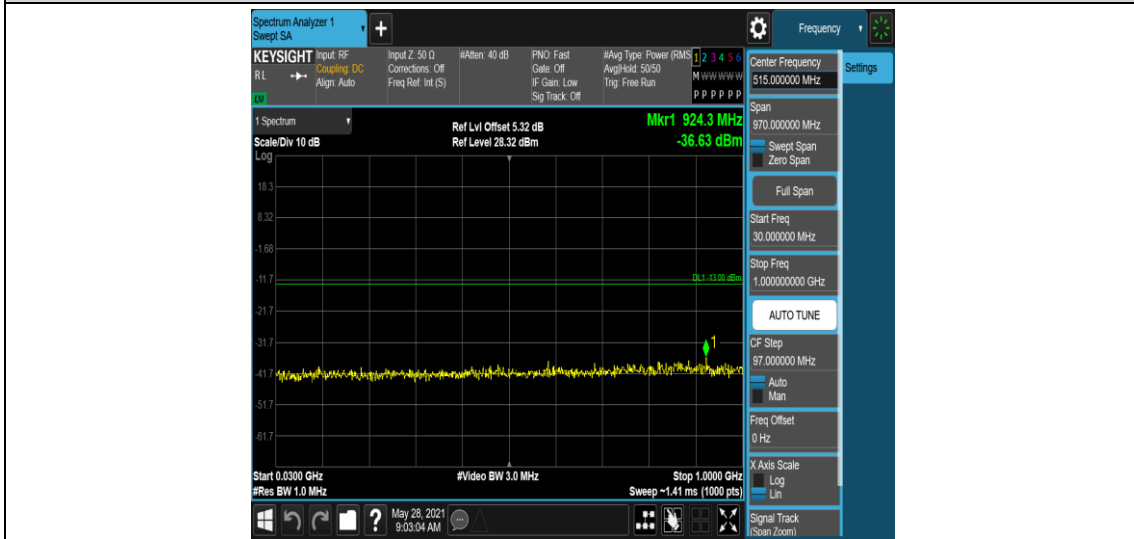 Spectrum Analyzer 1
Swept SA
+
Frequency
KEYSIGHT
RL
Input: RF
Coupling: DC
Align: Auto
Input Z: 50 Ω
Corrections: Off
Freq Ref: Int (S)
#Atten: 40 dB
PNO: Fast
Gate: Off
IF Gain: Low
Sig Track: Off
#Avg Type: Power (RMS
Avg|Hold: 50/50
Trig: Free Run
1 2 3 4 5 6
M W W W W W
P P P P P P
1 Spectrum
Scale/Div 10 dB
Ref Lvl Offset 5.32 dB
Ref Level 28.32 dBm
Mkr1 924.3 MHz
-36.63 dBm
Log
18.3
8.32
-1.68
-11.7
-21.7
-31.7
-41.7
-51.7
-61.7
DL1 -13.00 dBm
1
Start 0.0300 GHz
#Res BW 1.0 MHz
#Video BW 3.0 MHz
Stop 1.0000 GHz
Sweep ~1.41 ms (1000 pts)
May 28, 2021
9:03:04 AM
?
Center Frequency
515.000000 MHz
Settings
Span
970.000000 MHz
Swept Span
Zero Span
Full Span
Start Freq
30.000000 MHz
Stop Freq
1.000000000 GHz
AUTO TUNE
CF Step
97.000000 MHz
Auto
Man
Freq Offset
0 Hz
X Axis Scale
Log
Lin
Signal Track
(Span Zoom)